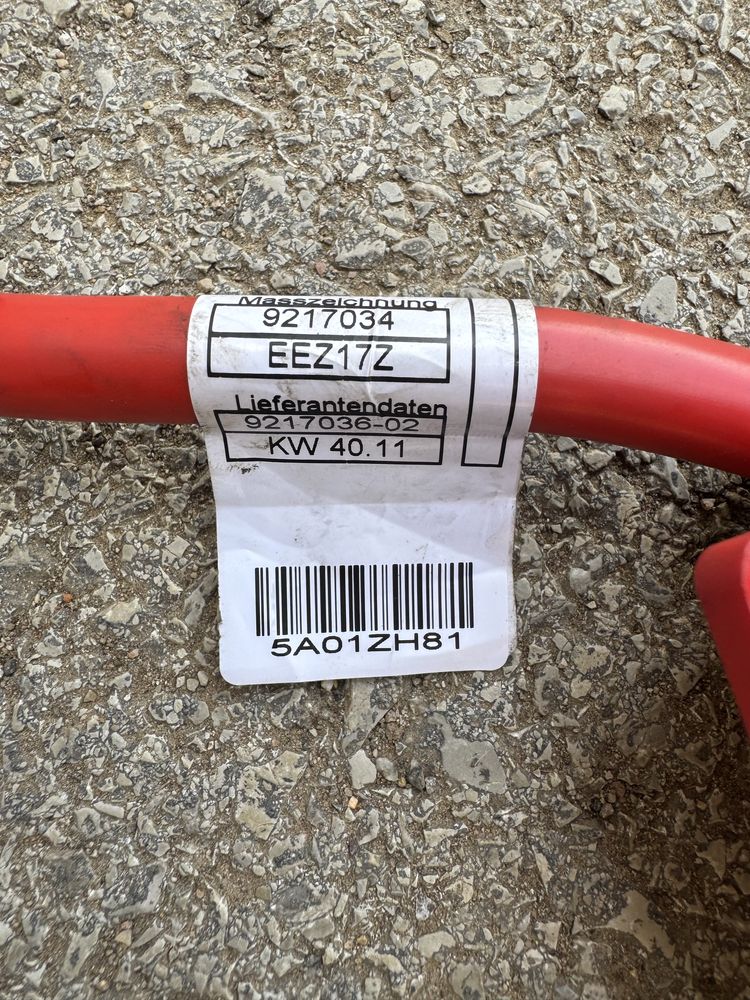 Masszeichnung
9217034
EEZ17Z
Lieferantendaten
9217036-02
KW 40.11
5A01ZH81